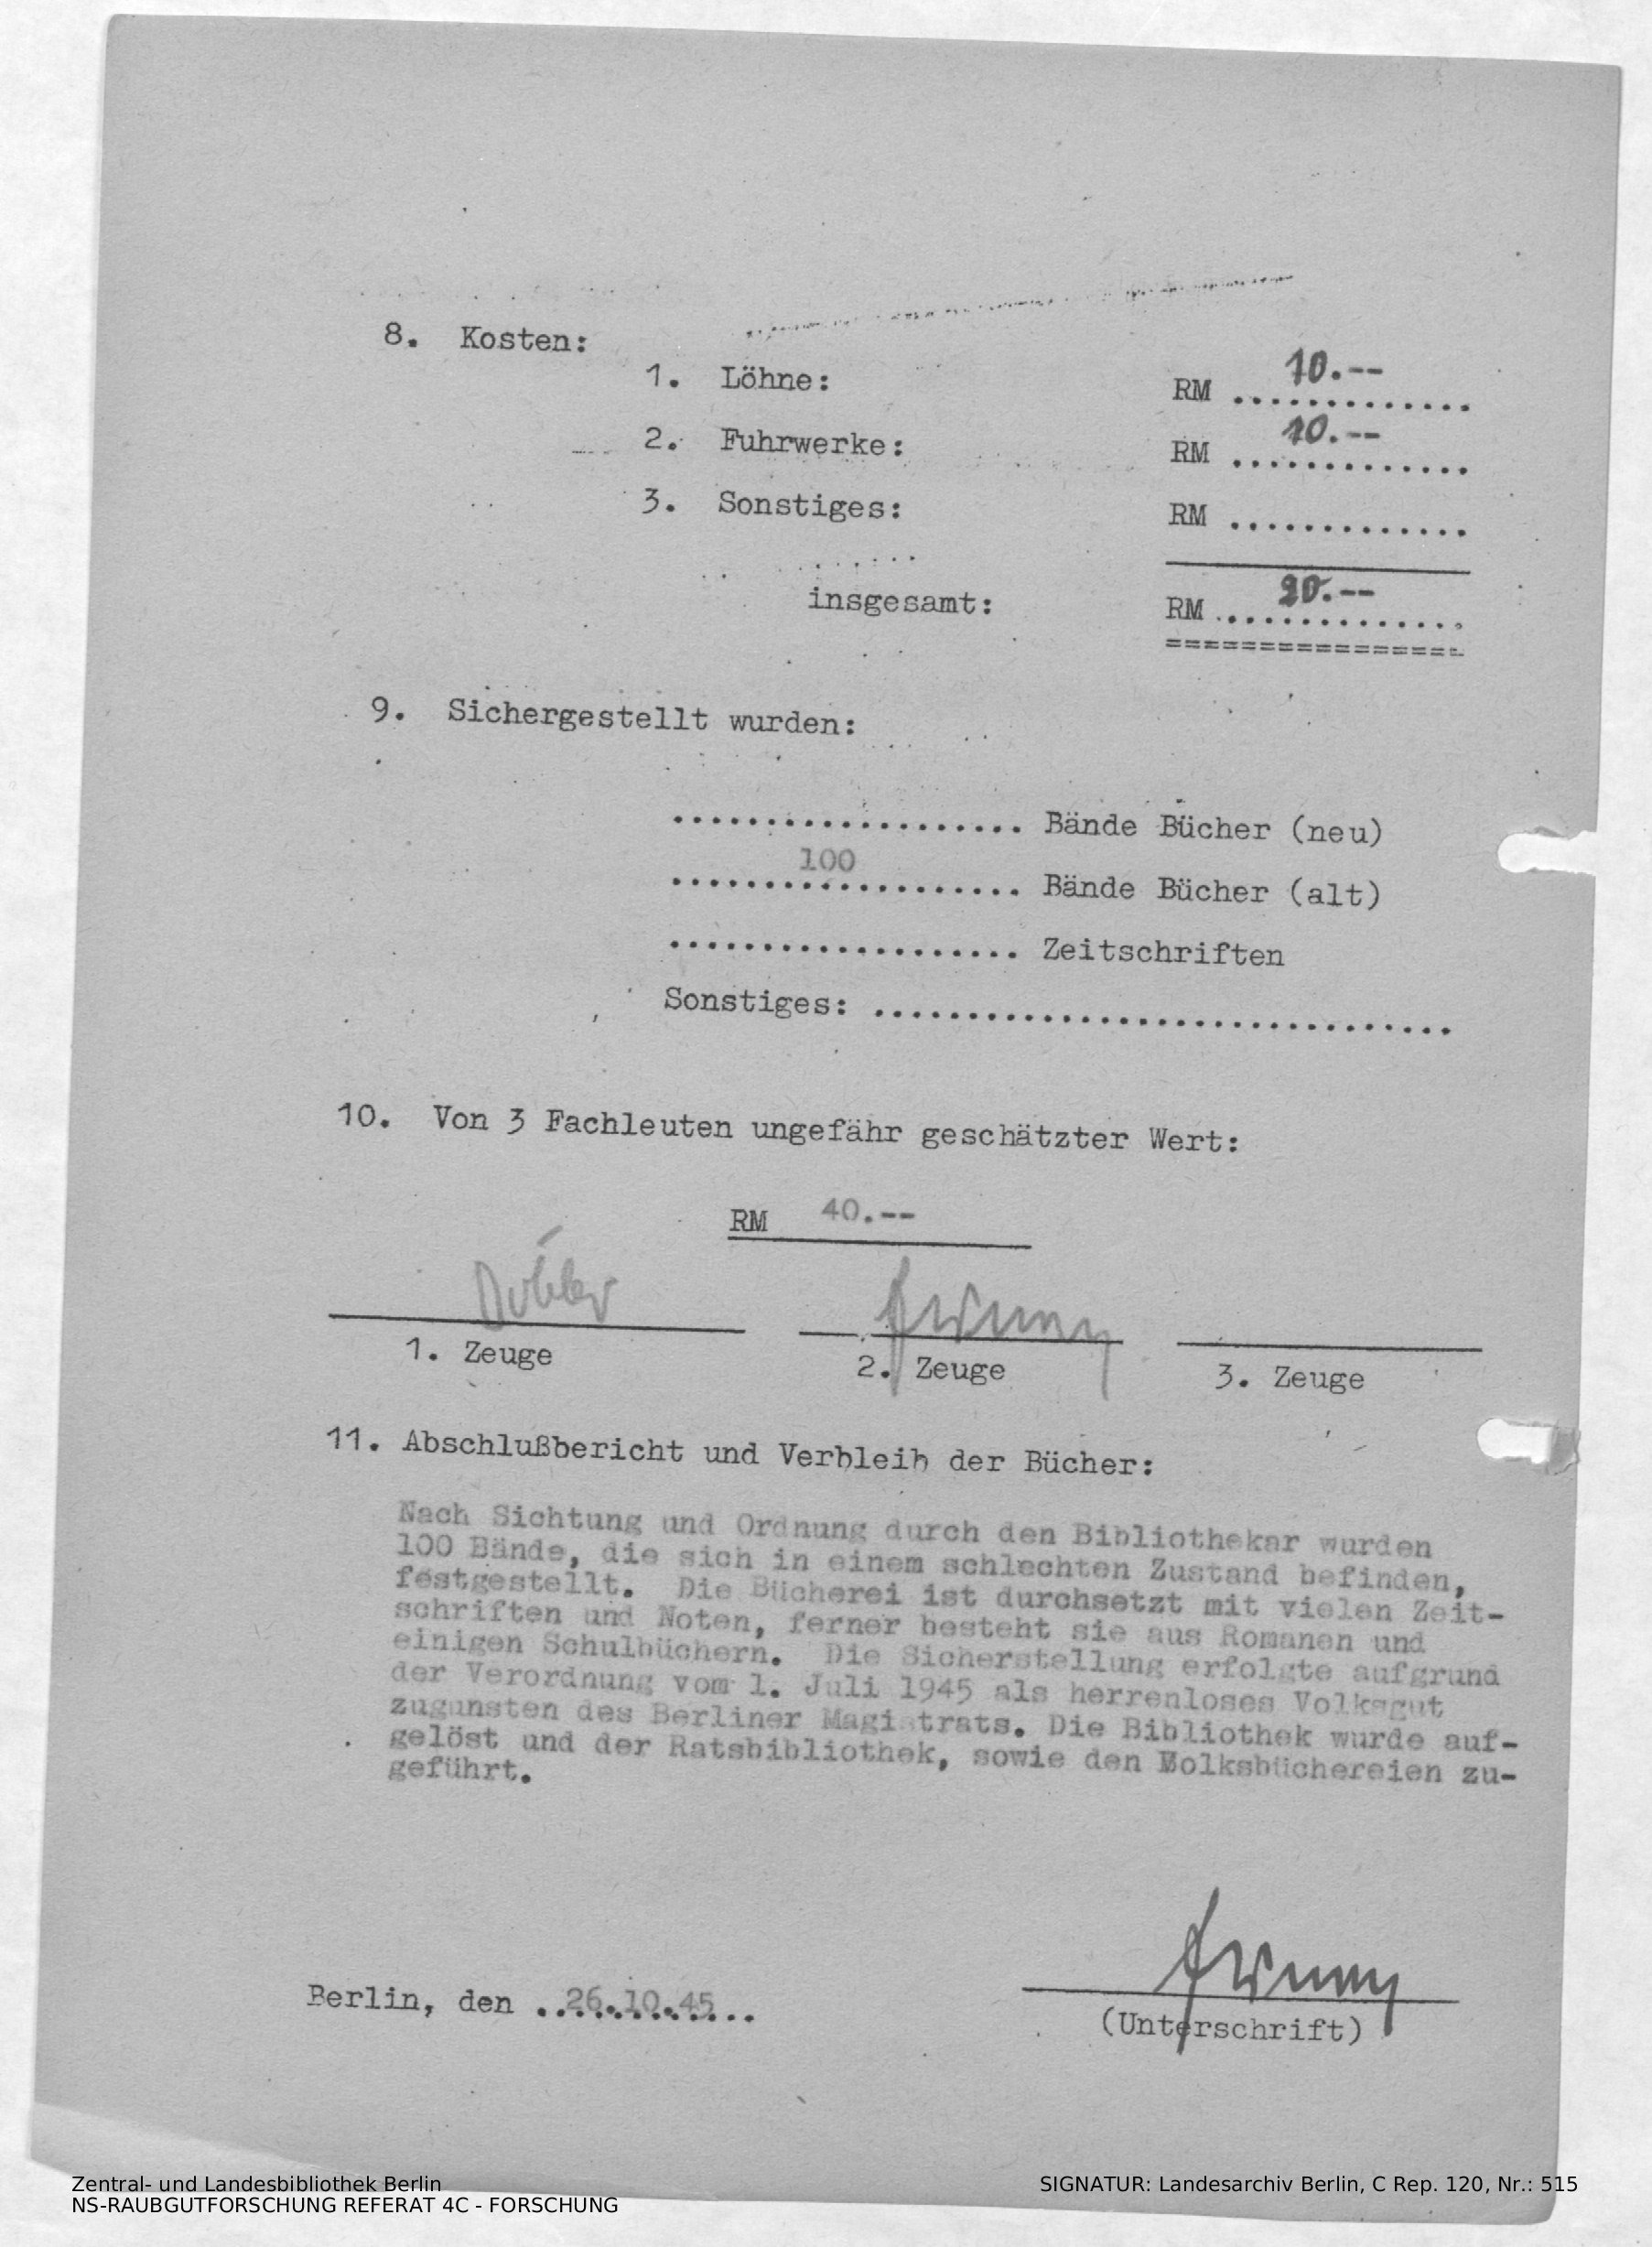 8. Kosten:
1. Löhne: RM 10.--
2. Fuhrwerke: RM 10.--
3. Sonstiges: RM .............
insgesamt: RM 20.--
================
9. Sichergestellt wurden:
................... Bände Bücher (neu)
100 Bände Bücher (alt)
................... Zeitschriften
Sonstiges: ...............................
10. Von 3 Fachleuten ungefähr geschätzter Wert:
RM 40.--
1. Zeuge 2. Zeuge 3. Zeuge
11. Abschlußbericht und Verbleib der Bücher:
Nach Sichtung und Ordnung durch den Bibliothekar wurden
100 Bände, die sich in einem schlechten Zustand befinden,
festgestellt. Die Bücherei ist durchsetzt mit vielen Zeit-
schriften und Noten, ferner besteht sie aus Romanen und
einigen Schulbüchern. Die Sicherstellung erfolgte aufgrund
der Verordnung vom 1. Juli 1945 als herrenloses Volksgut
zugunsten des Berliner Magistrats. Die Bibliothek wurde auf-
gelöst und der Ratsbibliothek, sowie den Volksbüchereien zu-
geführt.
Berlin, den 26.10.45
(Unterschrift)
Zentral- und Landesbibliothek Berlin
NS-RAUBGUTFORSCHUNG REFERAT 4C - FORSCHUNG
SIGNATUR: Landesarchiv Berlin, C Rep. 120, Nr.: 515